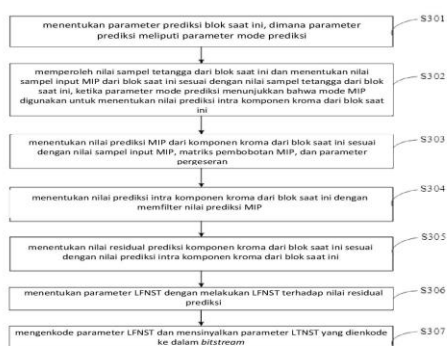 menentukan parameter prediksi blok saat ini, dimana parameter
prediksi meliputi parameter mode prediksi
S301
memperoleh nilai sampel tetangga dari blok saat ini dan menentukan nilai
sampel input MIP dari blok saat ini sesuai dengan nilai sampel tetangga dari blok
saat ini, ketika parameter mode prediksi menunjukkan bahwa mode MIP
digunakan untuk menentukan nilai prediksi intra komponen kroma dari blok saat
ini
S302
menentukan nilai prediksi MIP dari komponen kroma dari blok saat ini sesuai
dengan nilai sampel input MIP, matriks pembobotan MIP, dan parameter
pergeseran
S303
menentukan nilai prediksi intra komponen kroma dari blok saat ini dengan
memfilter nilai prediksi MIP
S304
menentukan nilai residual prediksi komponen kroma dari blok saat ini sesuai
dengan nilai prediksi intra komponen kroma dari blok saat ini
S305
menentukan parameter LFNST dengan melakukan LFNST terhadap nilai residual
prediksi
S306
mengenkode parameter LFNST dan mensinyalkan parameter LTNST yang dienkode
ke dalam bitstream
S307